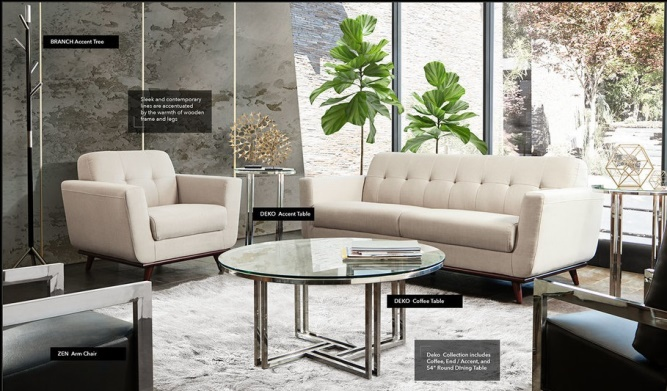 BRANCH Accent Tree
Sleek and contemporary
lines are accentuated
by the warmth of wooden
frame and legs
DEKO Accent Table
DEKO Coffee Table
ZEN Arm Chair
Deko Collection includes
Coffee, End / Accent, and
54" Round Dining Table